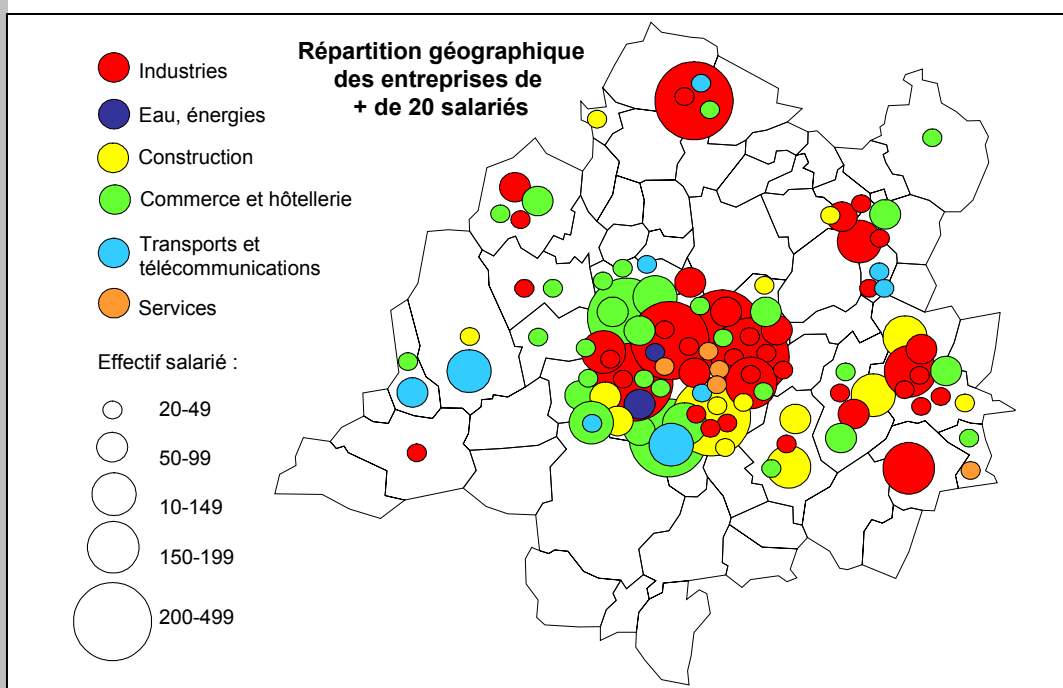 Répartition géographique
des entreprises de
+ de 20 salariés
Industries
Eau, énergies
Construction
Commerce et hôtellerie
Transports et
télécommunications
Services
Effectif salarié :
20-49
50-99
10-149
150-199
200-499